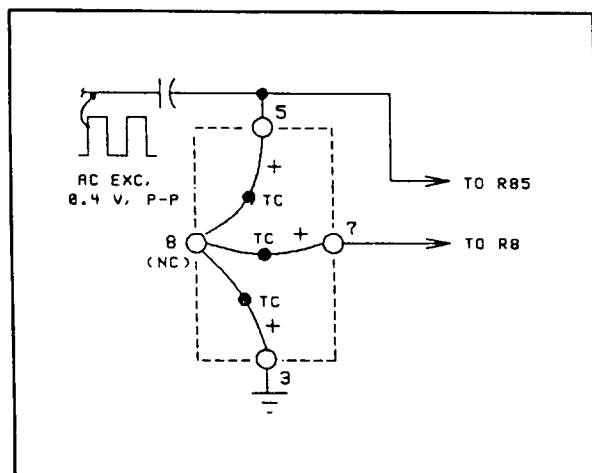 5
+
AC EXC,
0.4 V, P-P
TC
TO R85
8
(NC)
TC
+
7
TO R8
TC
+
3